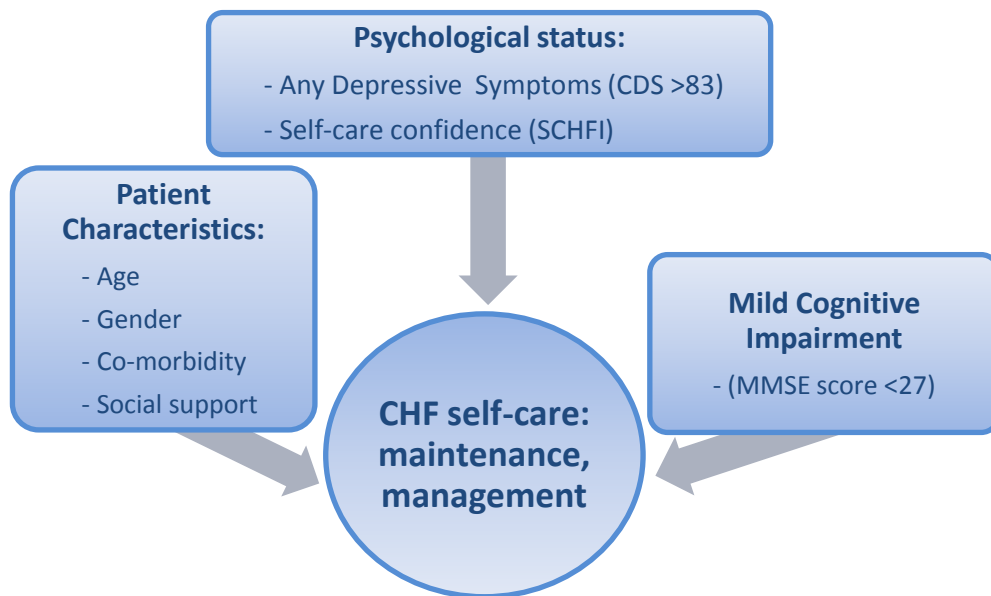 Psychological status:
- Any Depressive Symptoms (CDS >83)
- Self-care confidence (SCHFI)
Patient
Characteristics:
- Age
- Gender
- Co-morbidity
- Social support
Mild Cognitive
Impairment
- (MMSE score <27)
CHF self-care:
maintenance,
management